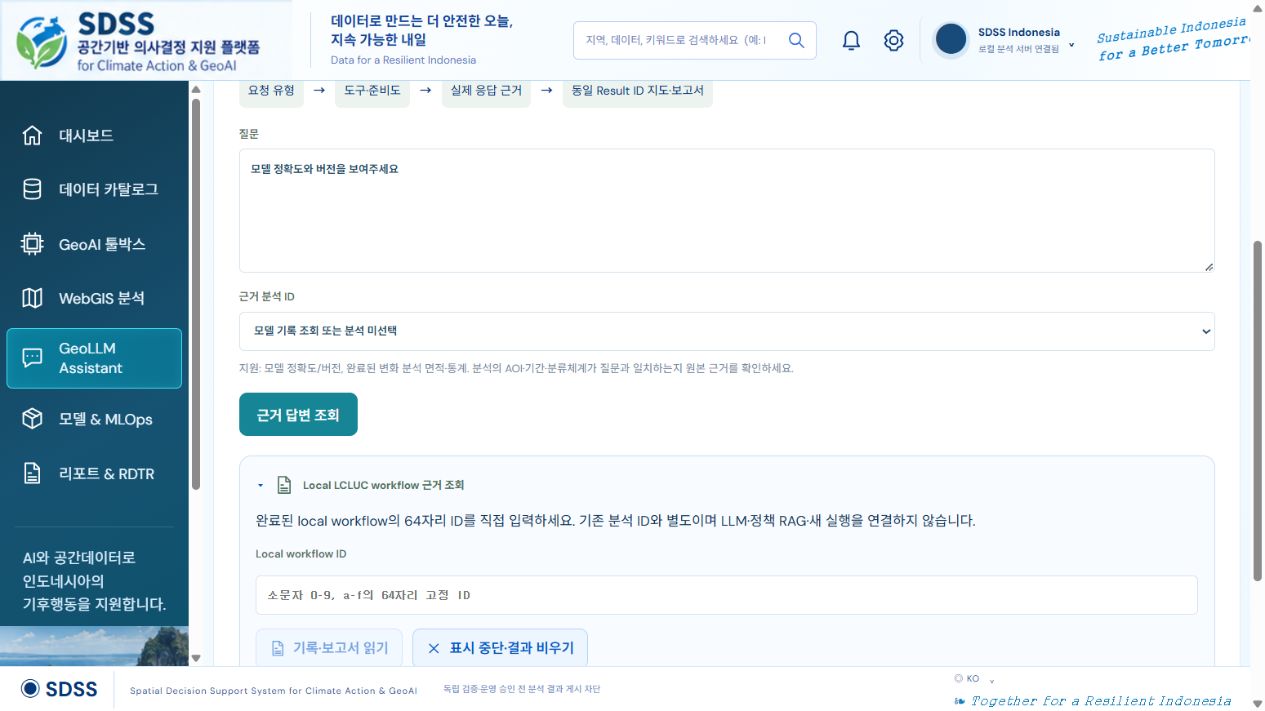 SDSS
공간기반 의사결정 지원 플랫폼
for Climate Action & GeoAI
데이터로 만드는 더 안전한 오늘,
지속 가능한 내일
Data for a Resilient Indonesia
지역, 데이터, 키워드로 검색하세요 (예:
SDSS Indonesia
로컬 분석 서버 연결됨
Sustainable Indonesia
for a Better Tomorr
대시보드
데이터 카탈로그
GeoAI 툴박스
WebGIS 분석
GeoLLM
Assistant
모델 & MLOps
리포트 & RDTR
AI와 공간데이터로
인도네시아의
기후행동을 지원합니다.
요청 유형 → 도구·준비도 → 실제 응답 근거 → 동일 Result ID 지도·보고서
질문
모델 정확도와 버전을 보여주세요
근거 분석 ID
모델 기록 조회 또는 분석 미선택
지원: 모델 정확도/버전, 완료된 변화 분석 면적·통계. 분석의 AOI·기간·분류체계가 질문과 일치하는지 원본 근거를 확인하세요.
근거 답변 조회
Local LCLUC workflow 근거 조회
완료된 local workflow의 64자리 ID를 직접 입력하세요. 기존 분석 ID와 별도이며 LLM·정책 RAG·새 실행을 연결하지 않습니다.
Local workflow ID
소문자 0-9, a-f의 64자리 고정 ID
기록·보고서 읽기
표시 중단·결과 비우기
SDSS
Spatial Decision Support System for Climate Action & GeoAI
독립 검증·운영 승인 전 분석 결과 게시 차단
KO
Together for a Resilient Indonesia